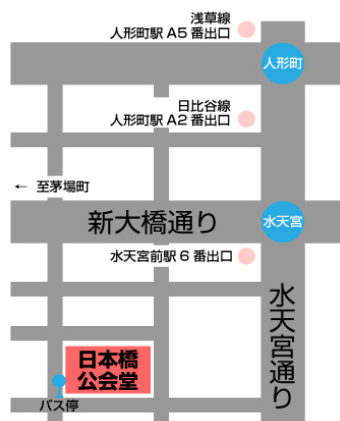 浅草線
人形町駅 A5 番出口
人形町
日比谷線
人形町駅 A2 番出口
← 至茅場町
新大橋通り
水天宮
水天宮前駅 6 番出口
水天宮通り
日本橋
公会堂
バス停